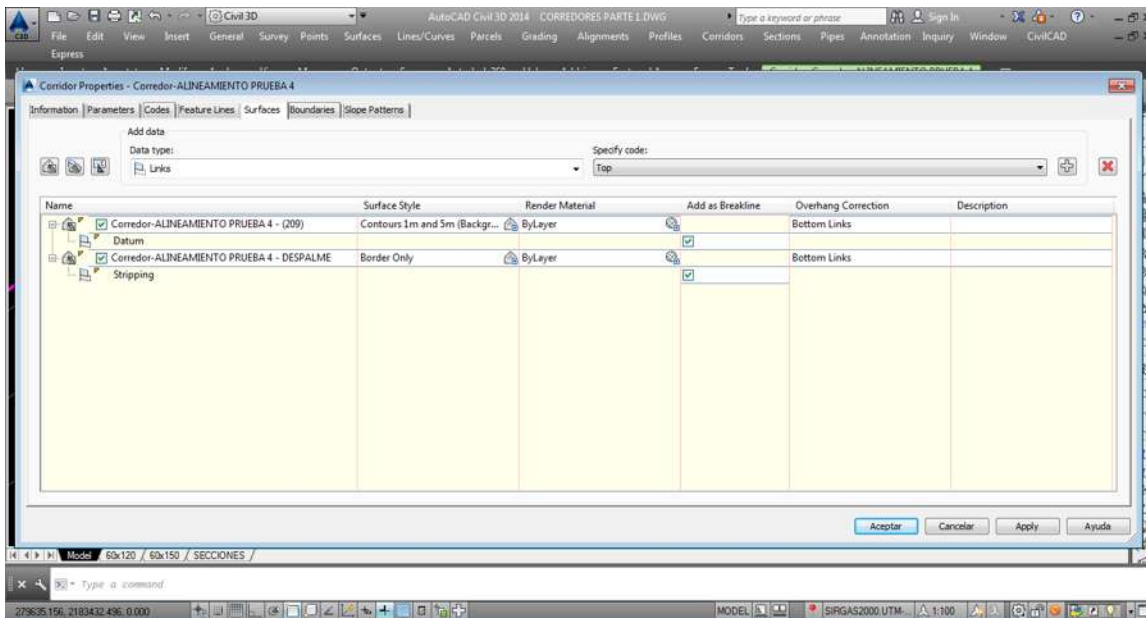 Civil 3D AutoCAD Civil 3D 2014 CORREDORES PARTE 1.DWG Type a keyword or phrase Sign In
CAD File Edit View Insert General Survey Points Surfaces Lines/Curves Parcels Grading Alignments Profiles Corridors Sections Pipes Annotation Inquiry Window CivilCAD
Express
Corridor Properties - Corredor-ALINEAMIENTO PRUEBA 4
Information Parameters Codes Feature Lines Surfaces Boundaries Slope Patterns
Add data
Data type: Specify code:
Links Top
Name Surface Style Render Material Add as Breakline Overhang Correction Description
Corredor-ALINEAMIENTO PRUEBA 4 - (209) Contours 1m and 5m (Backgr... ByLayer Bottom Links
Datum
Corredor-ALINEAMIENTO PRUEBA 4 - DESPALME Border Only ByLayer Bottom Links
Stripping
Aceptar Cancelar Apply Ayuda
Model 60x120 60x150 SECCIONES
Type a command
279635.156, 2183432.496, 0.000 MODEL SIRGAS2000.UTM-... 1:100